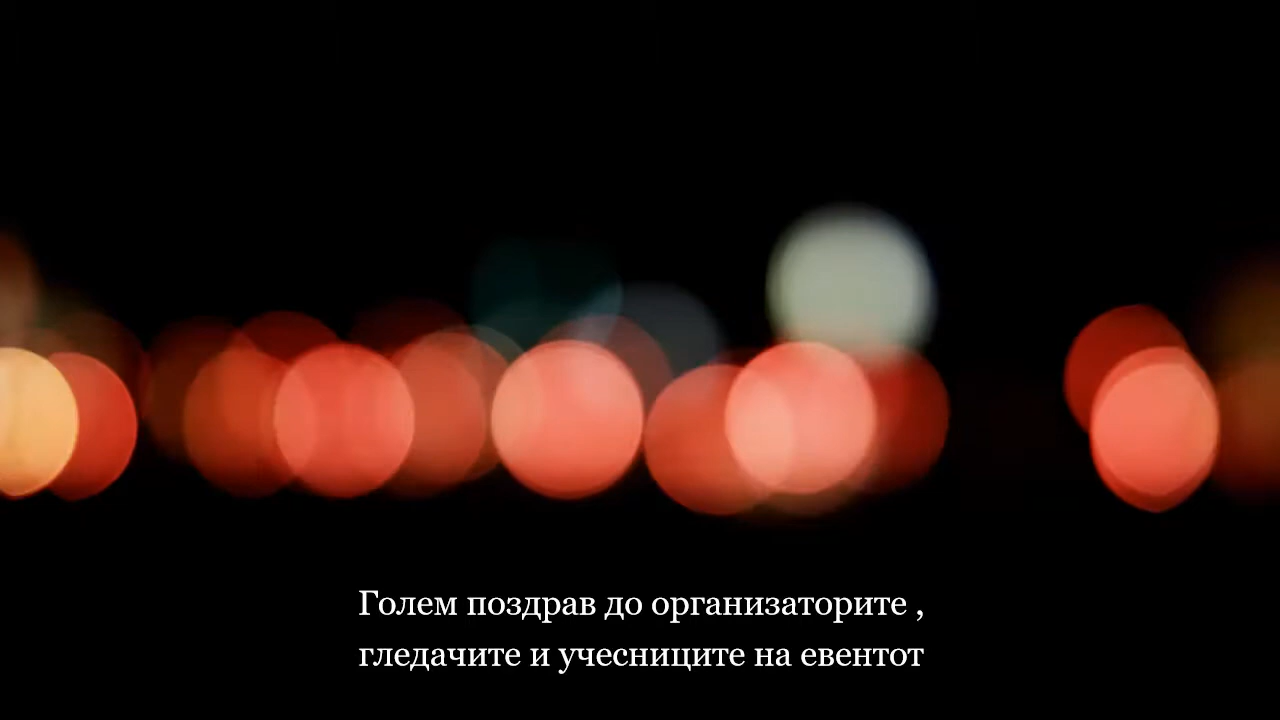 Голем поздрав до организаторите ,
гледачите и учесниците на евентот